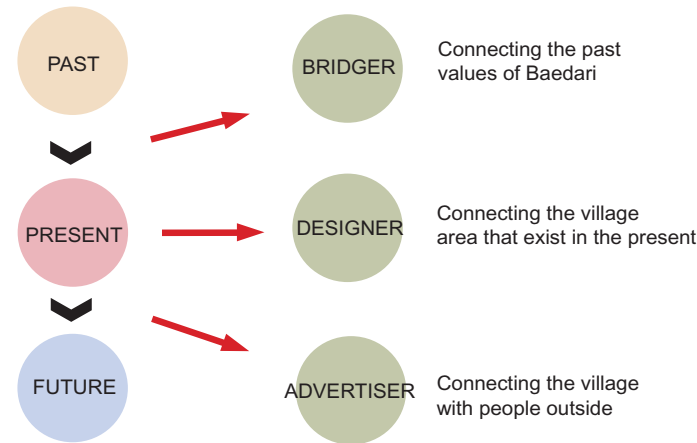 PAST
BRIDGER
Connecting the past
values of Baedari
PRESENT
DESIGNER
Connecting the village
area that exist in the present
FUTURE
ADVERTISER
Connecting the village
with people outside